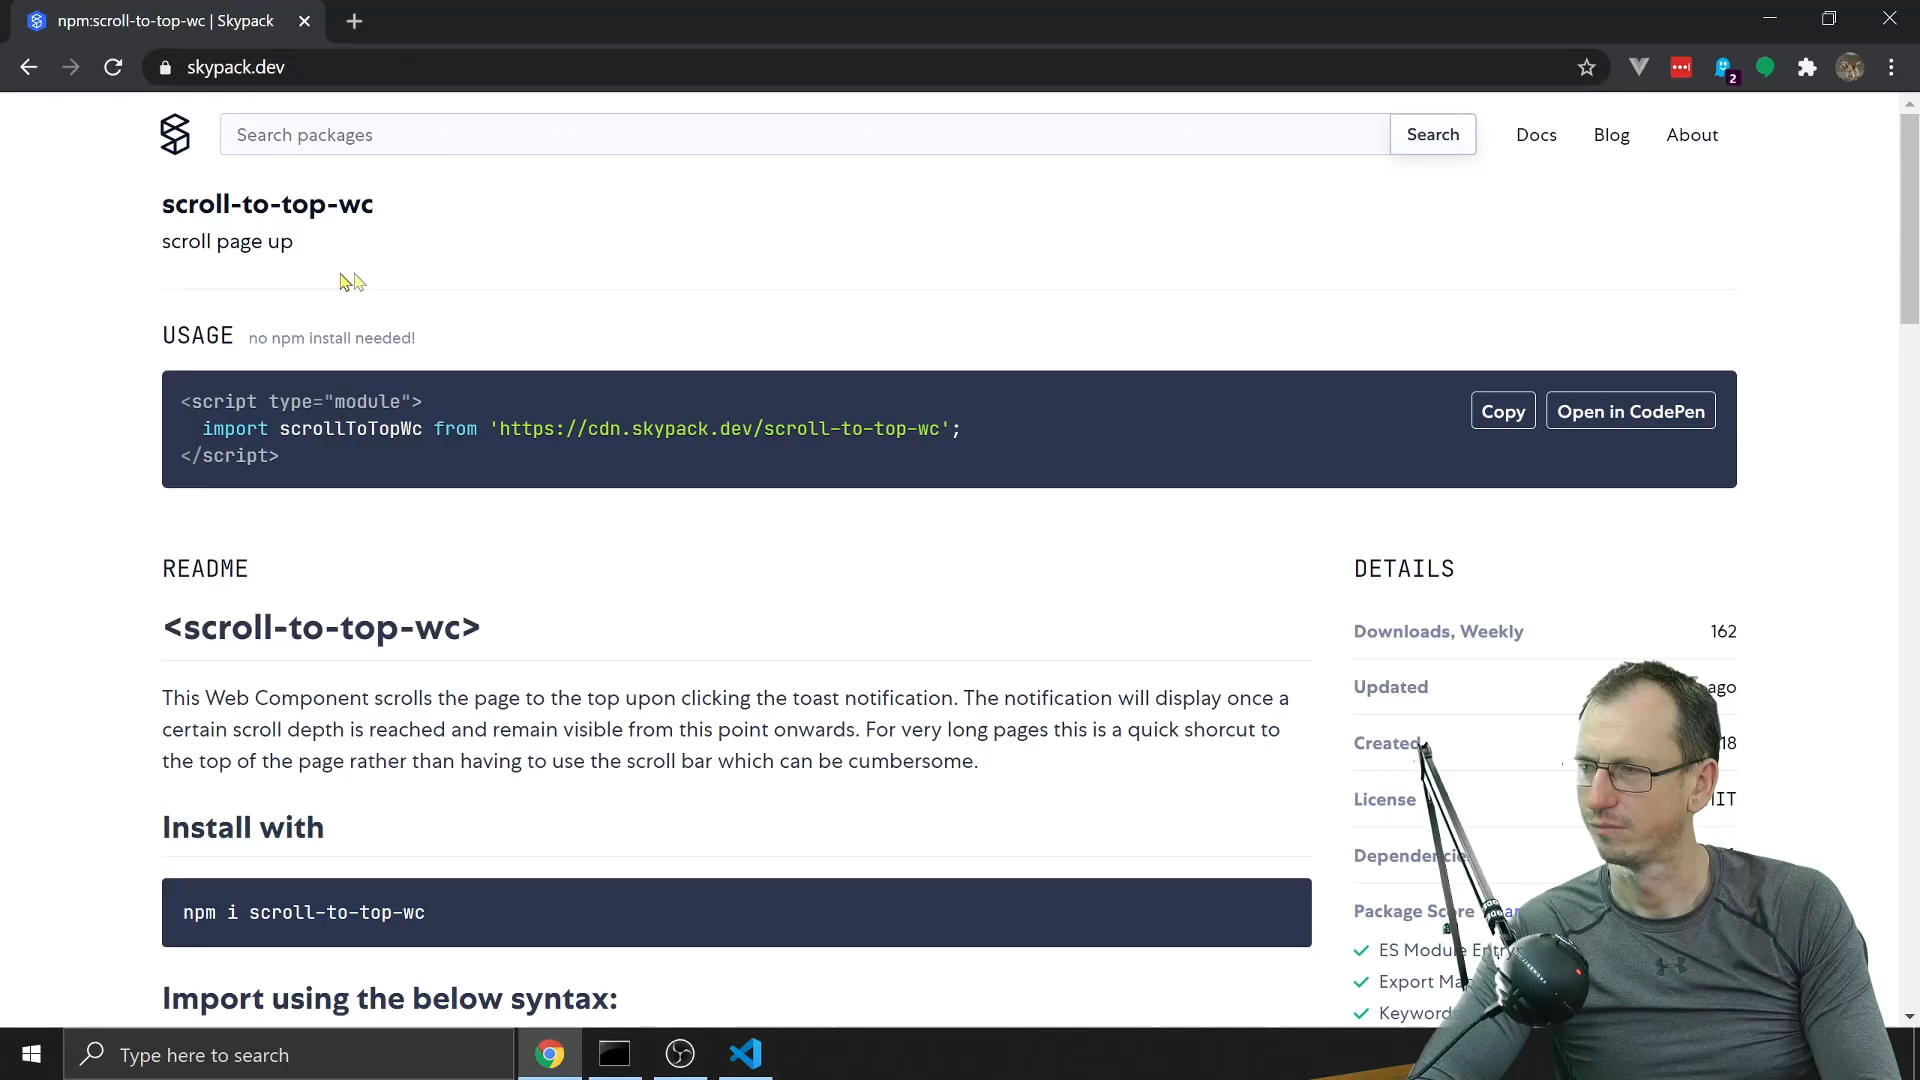 npm:scroll-to-top-wc | Skypack
skypack.dev
2
Search packages
Search
Docs
Blog
About
scroll-to-top-wc
scroll page up
USAGE
no npm install needed!
<script type="module">
import scrollToTopWc from 'https://cdn.skypack.dev/scroll-to-top-wc';
</script>
Copy
Open in CodePen
README
<scroll-to-top-wc>
This Web Component scrolls the page to the top upon clicking the toast notification. The notification will display once a
certain scroll depth is reached and remain visible from this point onwards. For very long pages this is a quick shorcut to
the top of the page rather than having to use the scroll bar which can be cumbersome.
Install with
npm i scroll-to-top-wc
Import using the below syntax:
DETAILS
Downloads, Weekly
162
Updated
ago
Created
18
License
Package Score
ES Module
Type here to search